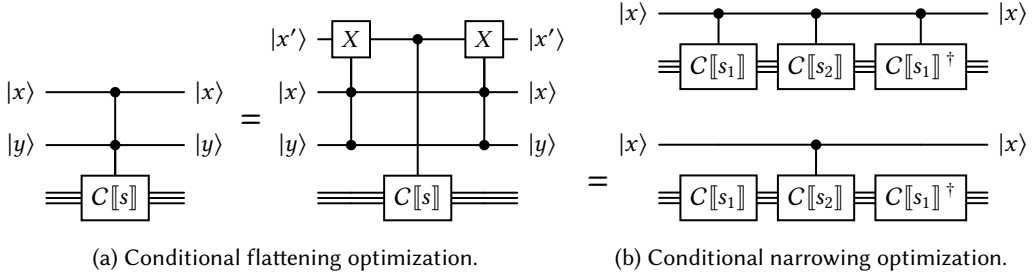 |x⟩ |x⟩
|y⟩ |y⟩
C⟦s⟧
=
|x′⟩ X X |x′⟩
|x⟩ |x⟩
|y⟩ |y⟩
C⟦s⟧
(a) Conditional flattening optimization.
|x⟩ |x⟩
C⟦s₁⟧ C⟦s₂⟧ C⟦s₁⟧†
=
|x⟩ |x⟩
C⟦s₁⟧ C⟦s₂⟧ C⟦s₁⟧†
(b) Conditional narrowing optimization.